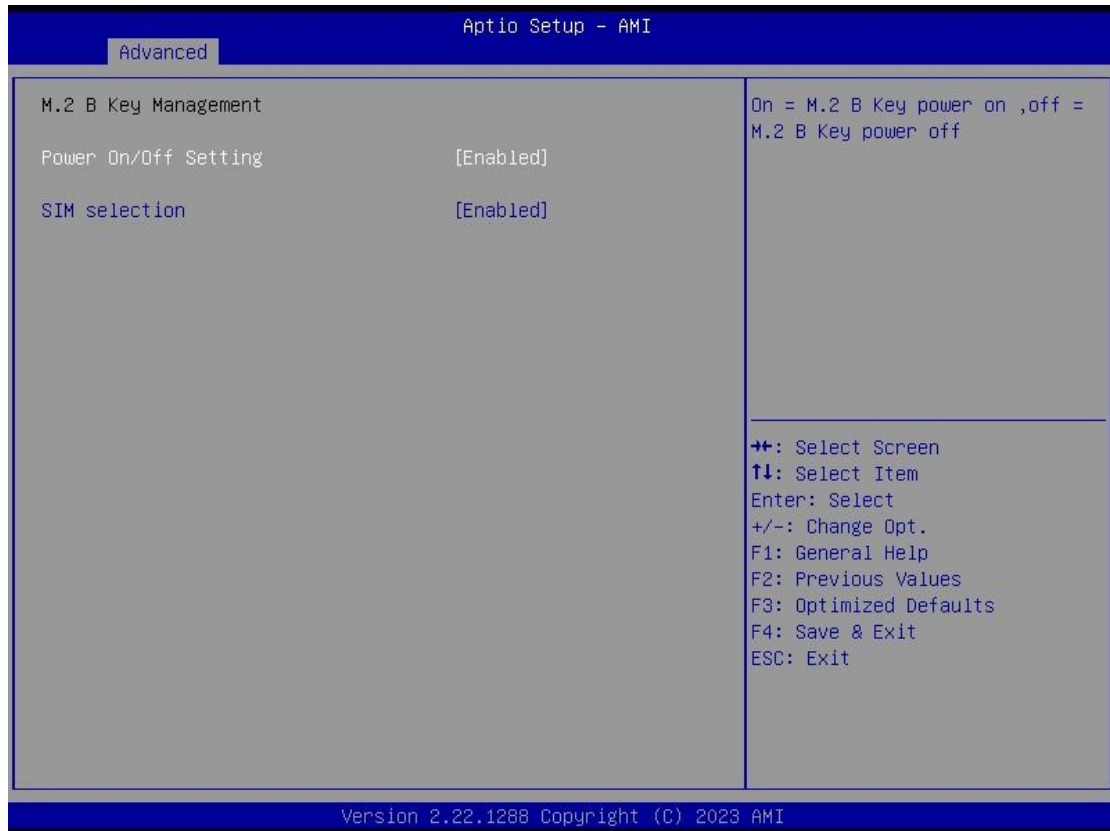 Aptio Setup - AMI
Advanced
M.2 B Key Management
Power On/Off Setting [Enabled]
SIM selection [Enabled]
On = M.2 B Key power on ,off =
M.2 B Key power off
→←: Select Screen
↑↓: Select Item
Enter: Select
+/-: Change Opt.
F1: General Help
F2: Previous Values
F3: Optimized Defaults
F4: Save & Exit
ESC: Exit
Version 2.22.1288 Copyright (C) 2023 AMI